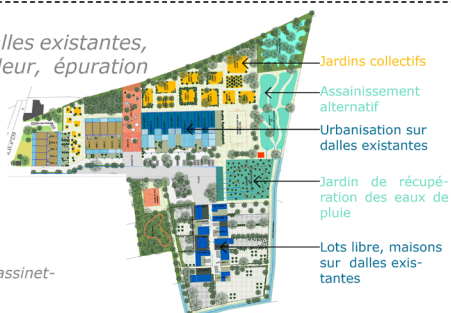 lles existantes,
leur, épuration
Jardins collectifs
Assainissement
alternatif
Urbanisation sur
dalles existantes
Jardin de récupé-
ration des eaux de
pluie
Lots libre, maisons
sur dalles exis-
tantes
assinet-